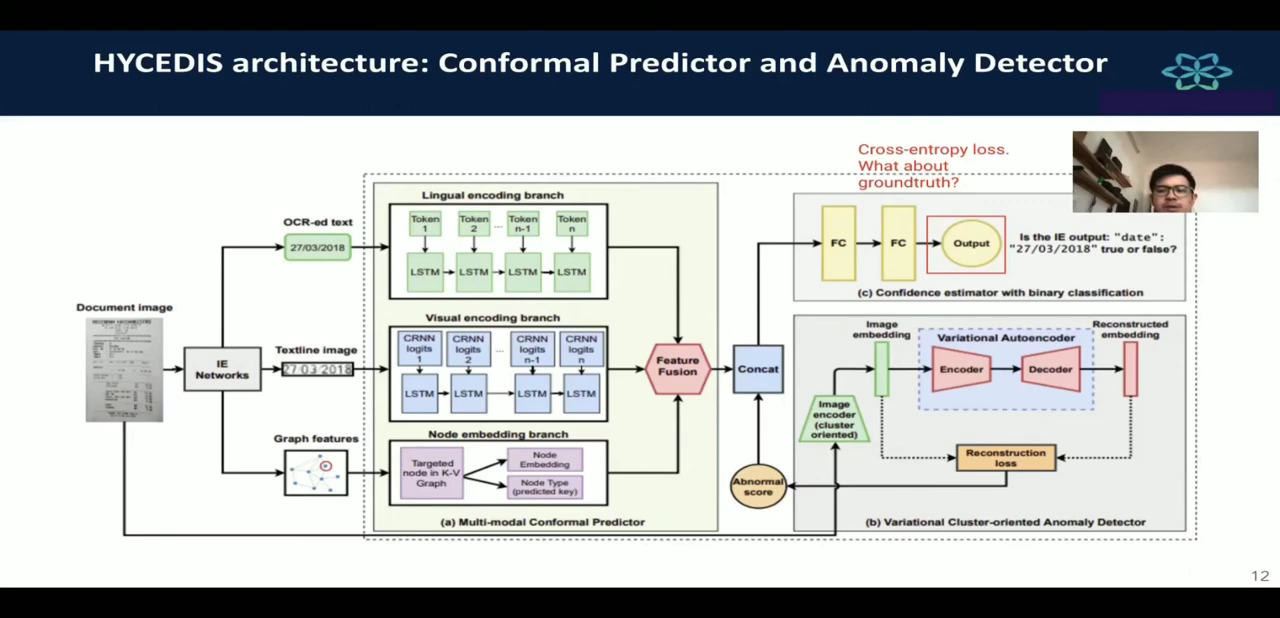 HYCEDIS architecture: Conformal Predictor and Anomaly Detector
Cross-entropy loss.
What about
groundtruth?
Document image
IE
Networks
OCR-ed text
27/03/2018
Textline image
27 03 2018
Graph features
Lingual encoding branch
Token
1
Token
2
...
Token
n-1
Token
n
LSTM
LSTM
LSTM
LSTM
Visual encoding branch
CRNN
logits
1
CRNN
logits
2
...
CRNN
logits
n-1
CRNN
logits
n
LSTM
LSTM
LSTM
LSTM
Node embedding branch
Targeted
node in K-V
Graph
Node
Embedding
Node Type
(predicted key)
(a) Multi-modal Conformal Predictor
Feature
Fusion
Concat
Abnormal
score
FC
FC
Output
Is the IE output: "date":
"27/03/2018" true or false?
(c) Confidence estimator with binary classification
Image
embedding
Variational Autoencoder
Reconstructed
embedding
Encoder
Decoder
Image
encoder
(cluster
oriented)
Reconstruction
loss
(b) Variational Cluster-oriented Anomaly Detector
12